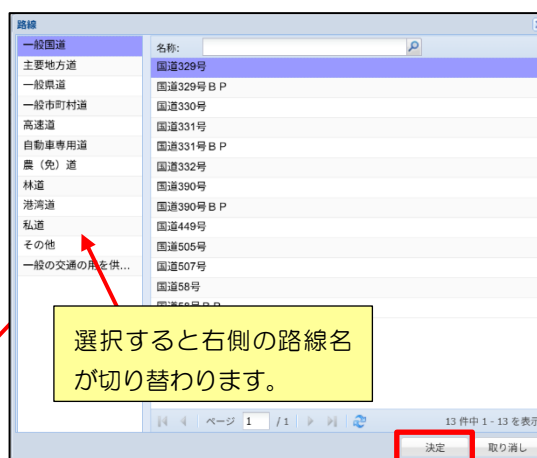 路線
一般国道
主要地方道
一般県道
一般市町村道
高速道
自動車専用道
農（免）道
林道
港湾道
私道
その他
一般の交通の用を供...
名称:
国道329号
国道329号ＢＰ
国道330号
国道331号
国道331号ＢＰ
国道332号
国道390号
国道390号ＢＰ
国道449号
国道505号
国道507号
国道58号
選択すると右側の路線名
が切り替わります。
ページ 1 / 1
13 件中 1 - 13 を表示
決定 取り消し